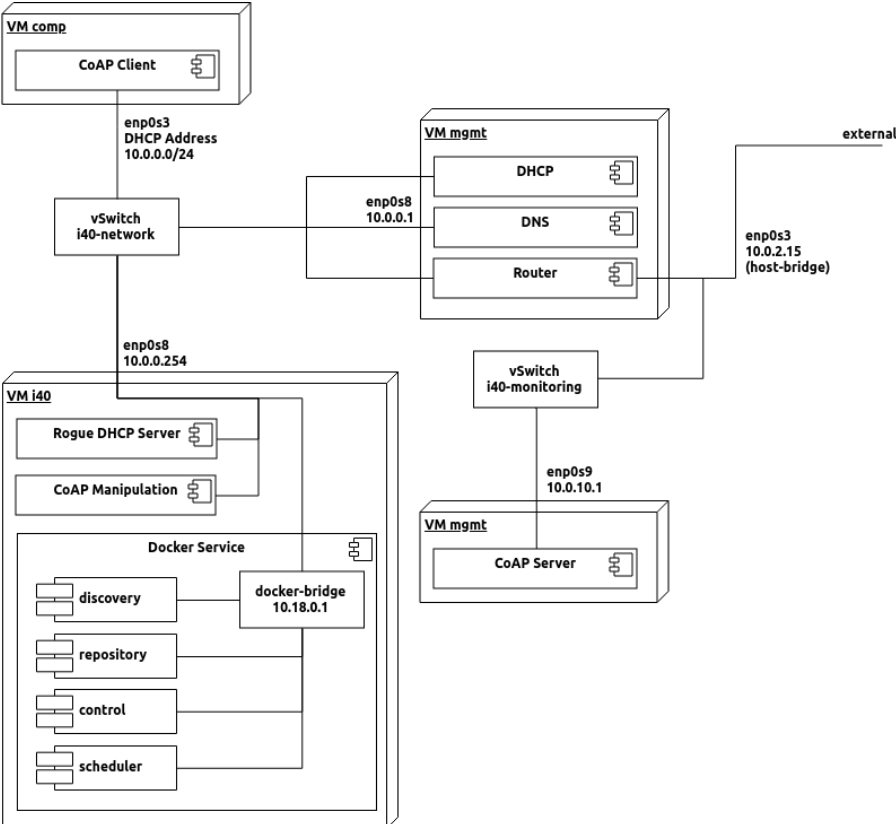 VM comp
CoAP Client
enp0s3
DHCP Address
10.0.0.0/24
vSwitch
i40-network
enp0s8
10.0.0.1
VM mgmt
DHCP
DNS
Router
external
enp0s3
10.0.2.15
(host-bridge)
enp0s8
10.0.0.254
vSwitch
i40-monitoring
enp0s9
10.0.10.1
VM mgmt
CoAP Server
VM i40
Rogue DHCP Server
CoAP Manipulation
Docker Service
docker-bridge
10.18.0.1
discovery
repository
control
scheduler